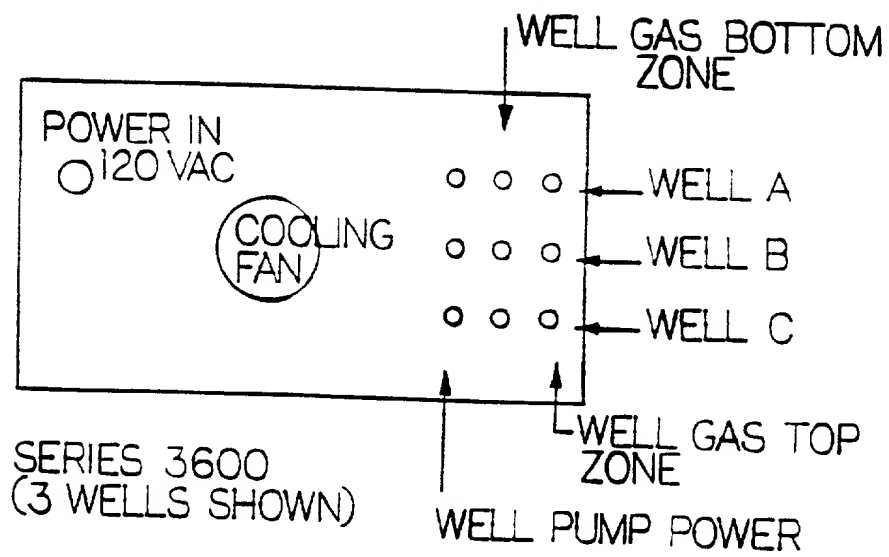 WELL GAS BOTTOM
ZONE
POWER IN
120 VAC
COOLING
FAN
WELL A
WELL B
WELL C
WELL GAS TOP
ZONE
SERIES 3600
(3 WELLS SHOWN)
WELL PUMP POWER